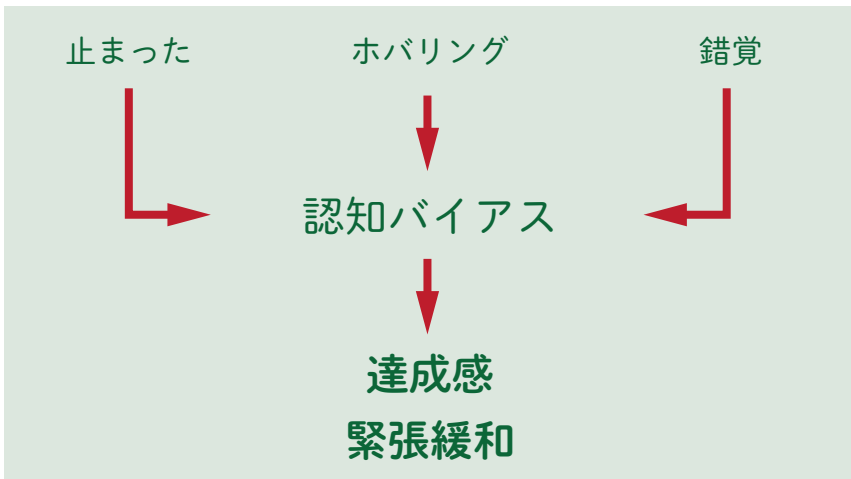 止まった
ホバリング
錯覚
認知バイアス
達成感
緊張緩和